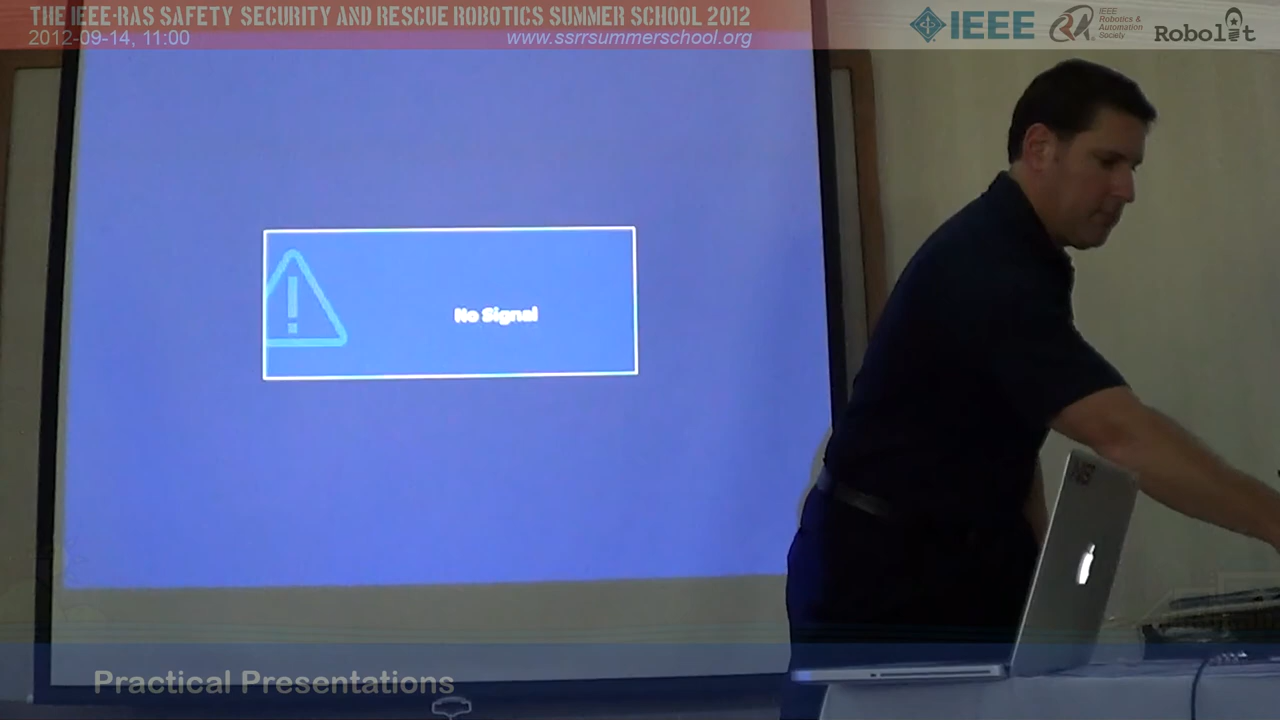 THE IEEE-RAS SAFETY SECURITY AND RESCUE ROBOTICS SUMMER SCHOOL 2012
2012-09-14, 11:00
www.ssrrsummerschool.org
IEEE
IEEE
Robotics &
Automation
Society
Robolit
No Signal
Practical Presentations